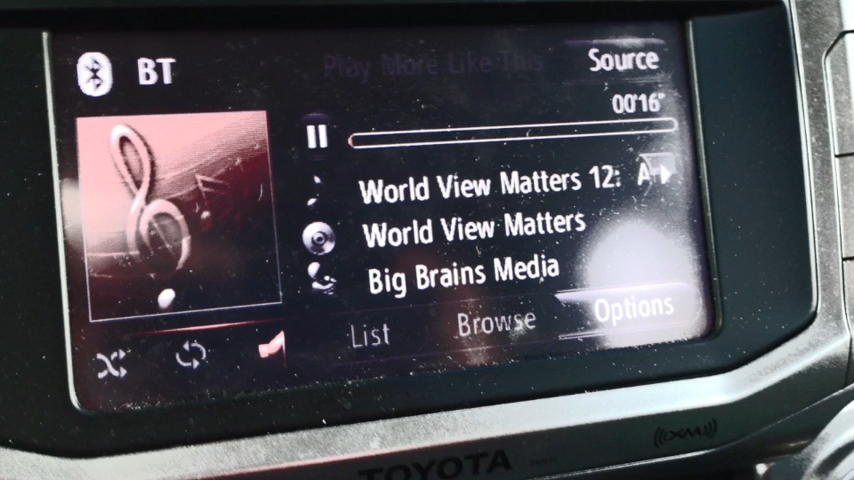 BT
Play More Like This
Source
00'16"
World View Matters 12: A
World View Matters
Big Brains Media
List
Browse
Options
TOYOTA
((XM))